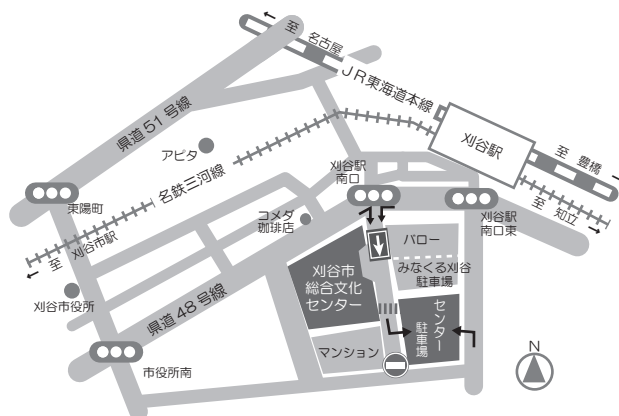 至
名古屋
JR東海道本線
刈谷駅
至 豊橋
至 知立
県道51号線
アピタ
名鉄三河線
刈谷駅
南口
刈谷駅
南口東
東陽町
至 刈谷市駅
コメダ
珈琲店
バロー
みなくる刈谷
駐車場
刈谷市
総合文化
センター
センター
駐車場
刈谷市役所
県道48号線
マンション
市役所南
N